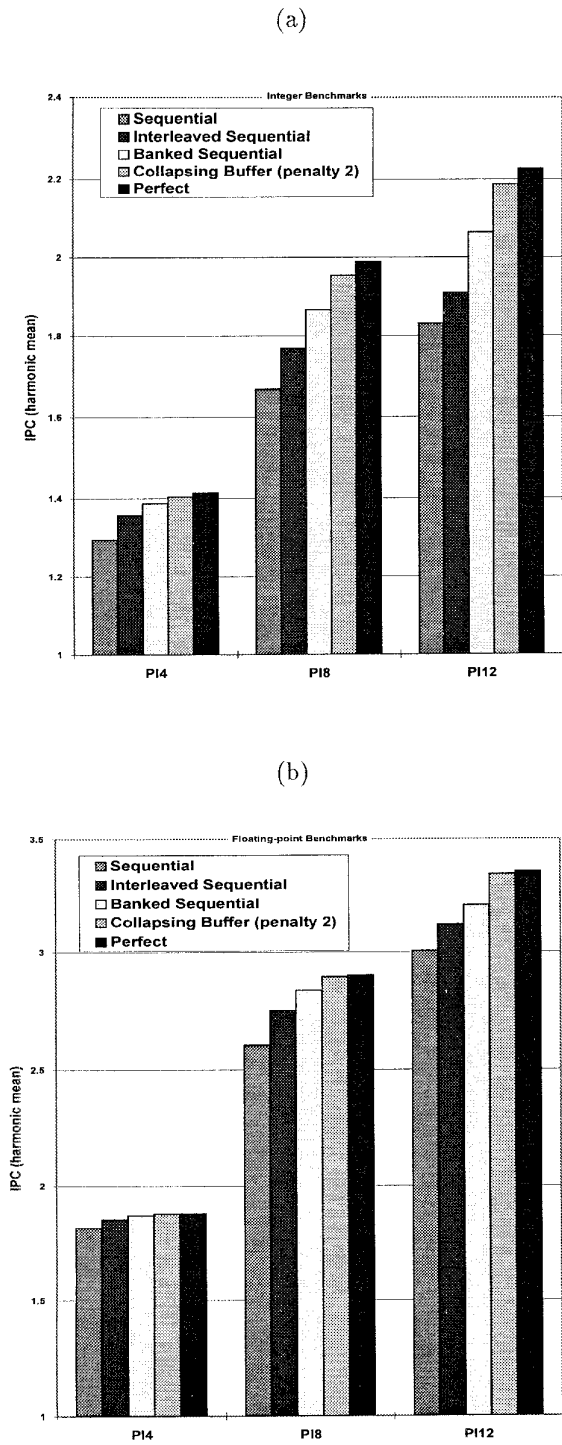 (a)
Integer Benchmarks
2.4
Sequential
Interleaved Sequential
Banked Sequential
Collapsing Buffer (penalty 2)
Perfect
2.2
2
1.8
1.6
1.4
1.2
1
IPC (harmonic mean)
PI4
PI8
PI12
(b)
Floating-point Benchmarks
3.5
Sequential
Interleaved Sequential
Banked Sequential
Collapsing Buffer (penalty 2)
Perfect
3
2.5
2
1.5
1
IPC (harmonic mean)
PI4
PI8
PI12